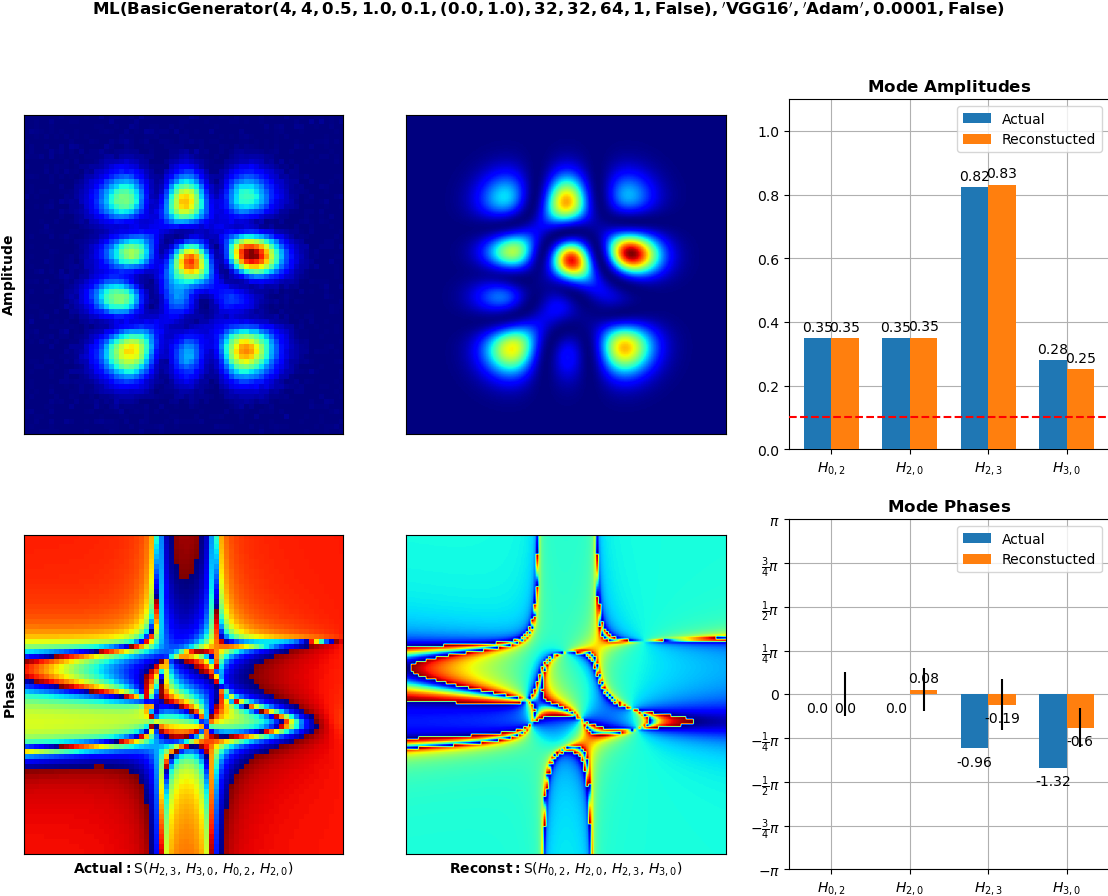 ML(BasicGenerator(4, 4, 0.5, 1.0, 0.1, (0.0, 1.0), 32, 32, 64, 1, False), ′VGG16′, ′Adam′, 0.0001, False)
Amplitude
Mode Amplitudes
Actual
Reconstucted
1.0
0.8
0.6
0.4
0.2
0.0
0.35 0.35 0.35 0.35 0.82 0.83 0.28 0.25
H0,2 H2,0 H2,3 H3,0
Phase
Actual: S(H2,3, H3,0, H0,2, H2,0)
Reconst: S(H0,2, H2,0, H2,3, H3,0)
Mode Phases
Actual
Reconstucted
π
3/4π
1/2π
1/4π
0
−1/4π
−1/2π
−3/4π
−π
0.0 0.0 0.0 0.08 -0.96 -0.19 -1.32 -0.6
H0,2 H2,0 H2,3 H3,0